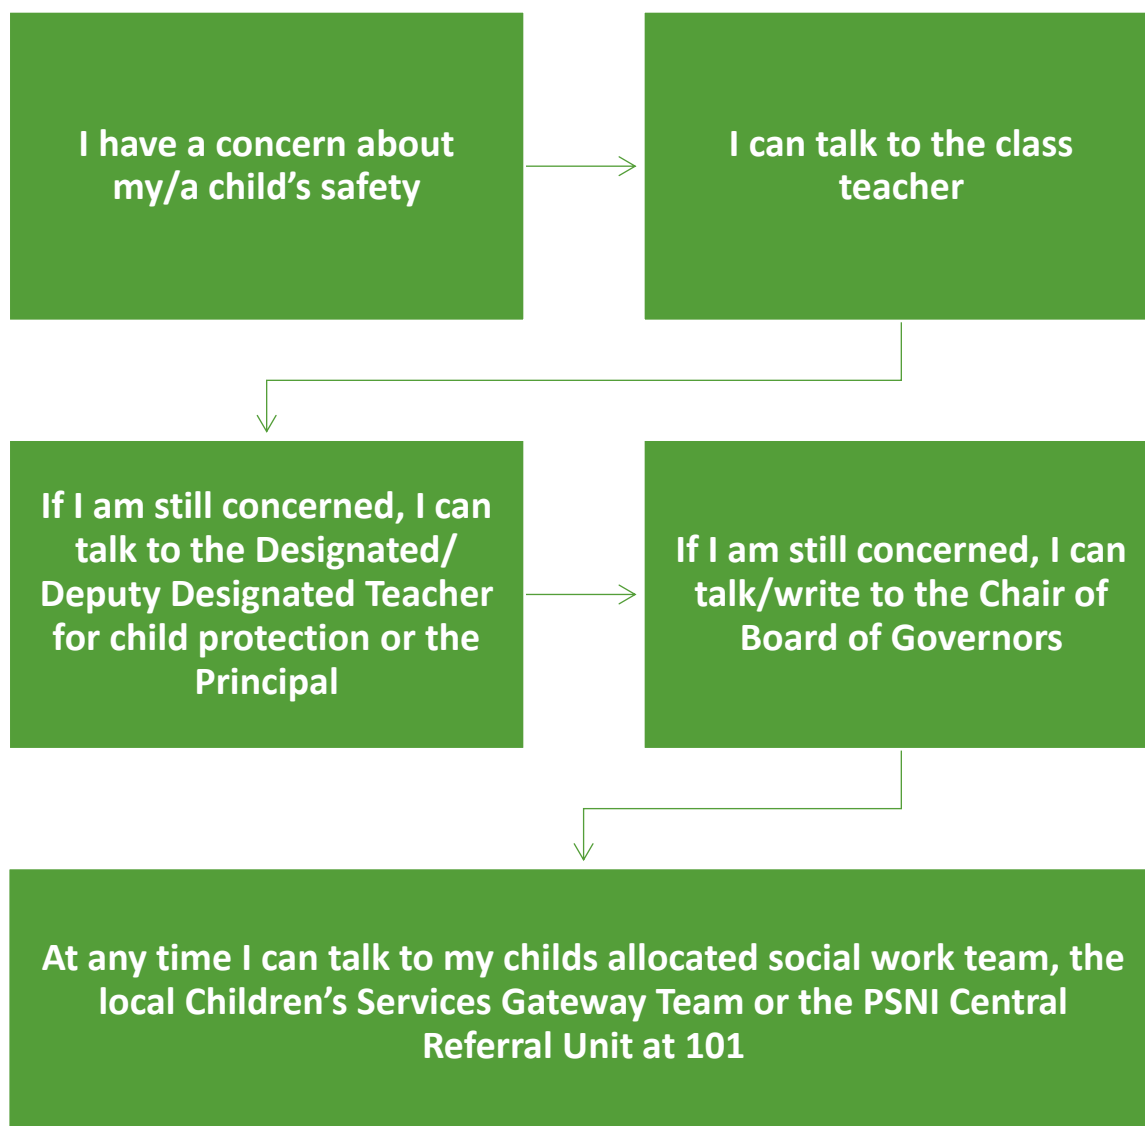 I have a concern about
my/a child’s safety
I can talk to the class
teacher
If I am still concerned, I can
talk to the Designated/
Deputy Designated Teacher
for child protection or the
Principal
If I am still concerned, I can
talk/write to the Chair of
Board of Governors
At any time I can talk to my childs allocated social work team, the
local Children’s Services Gateway Team or the PSNI Central
Referral Unit at 101